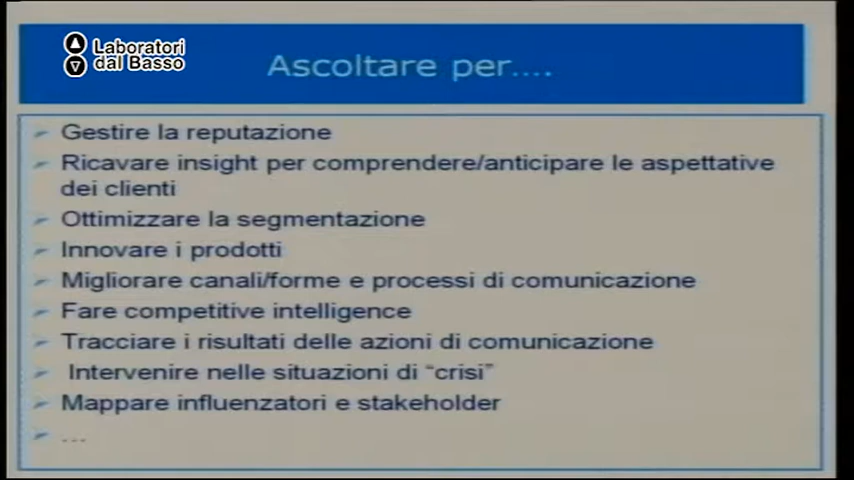 Laboratori
dal Basso
Ascoltare per....
Gestire la reputazione
Ricavare insight per comprendere/anticipare le aspettative
dei clienti
Ottimizzare la segmentazione
Innovare i prodotti
Migliorare canali/forme e processi di comunicazione
Fare competitive intelligence
Tracciare i risultati delle azioni di comunicazione
Intervenire nelle situazioni di “crisi”
Mappare influenzatori e stakeholder
...